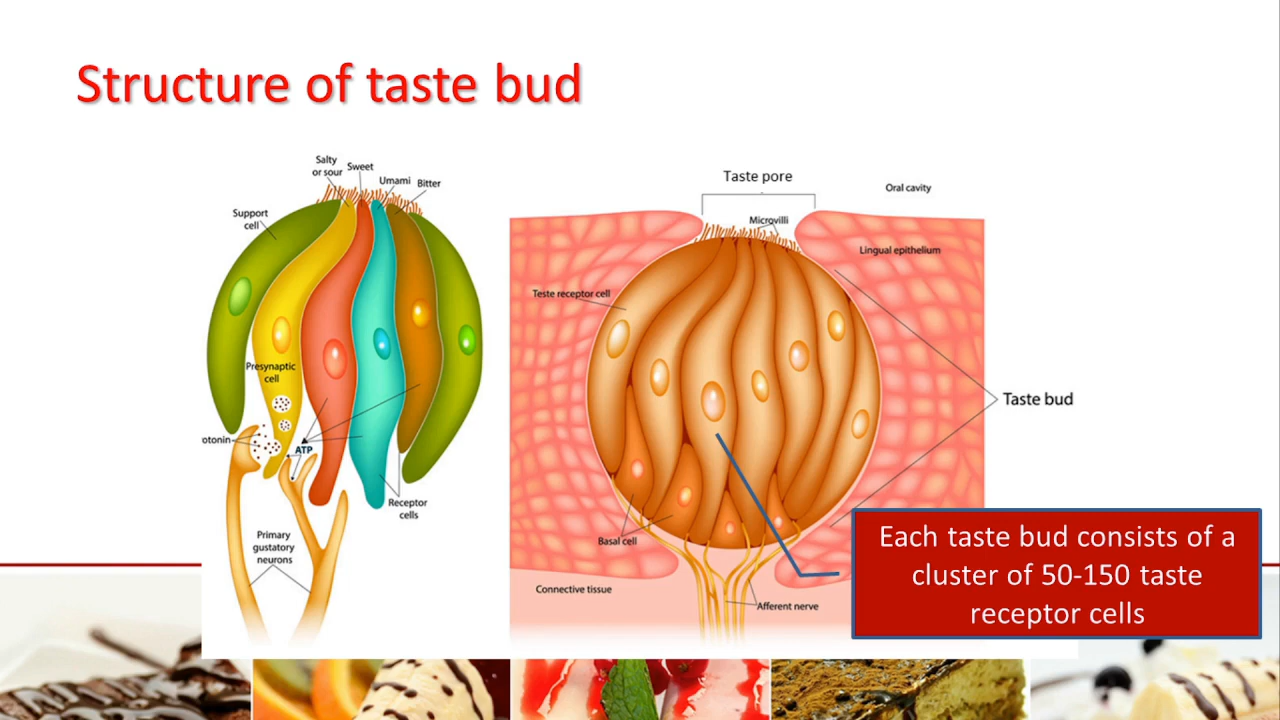 Structure of taste bud
Salty
or sour
Sweet
Umami
Bitter
Support
cell
Presynaptic
cell
otonin
ATP
Receptor
cells
Primary
gustatory
neurons
Taste pore
Oral cavity
Microvilli
Lingual epithelium
Teste receptor cell
Taste bud
Basal cell
Connective tissue
Afferent nerve
Each taste bud consists of a
cluster of 50-150 taste
receptor cells